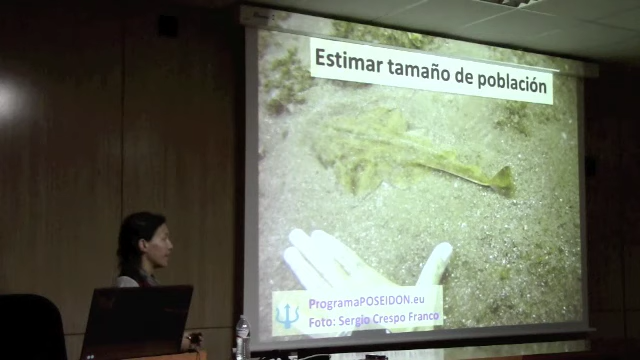 Estimar tamaño de población
ProgramaPOSEIDON.eu
Foto: Sergio Crespo Franco